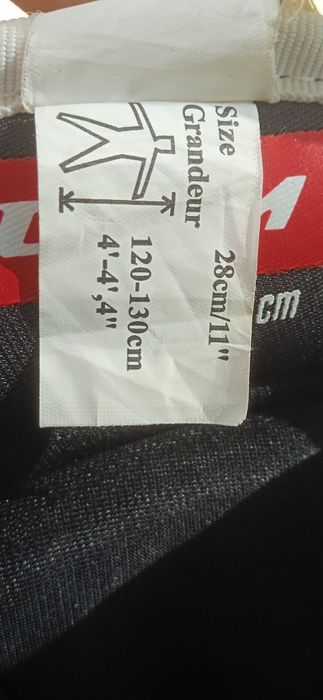 Size
Grandeur
28cm/11"
120-130cm
4'-4',4"
cm